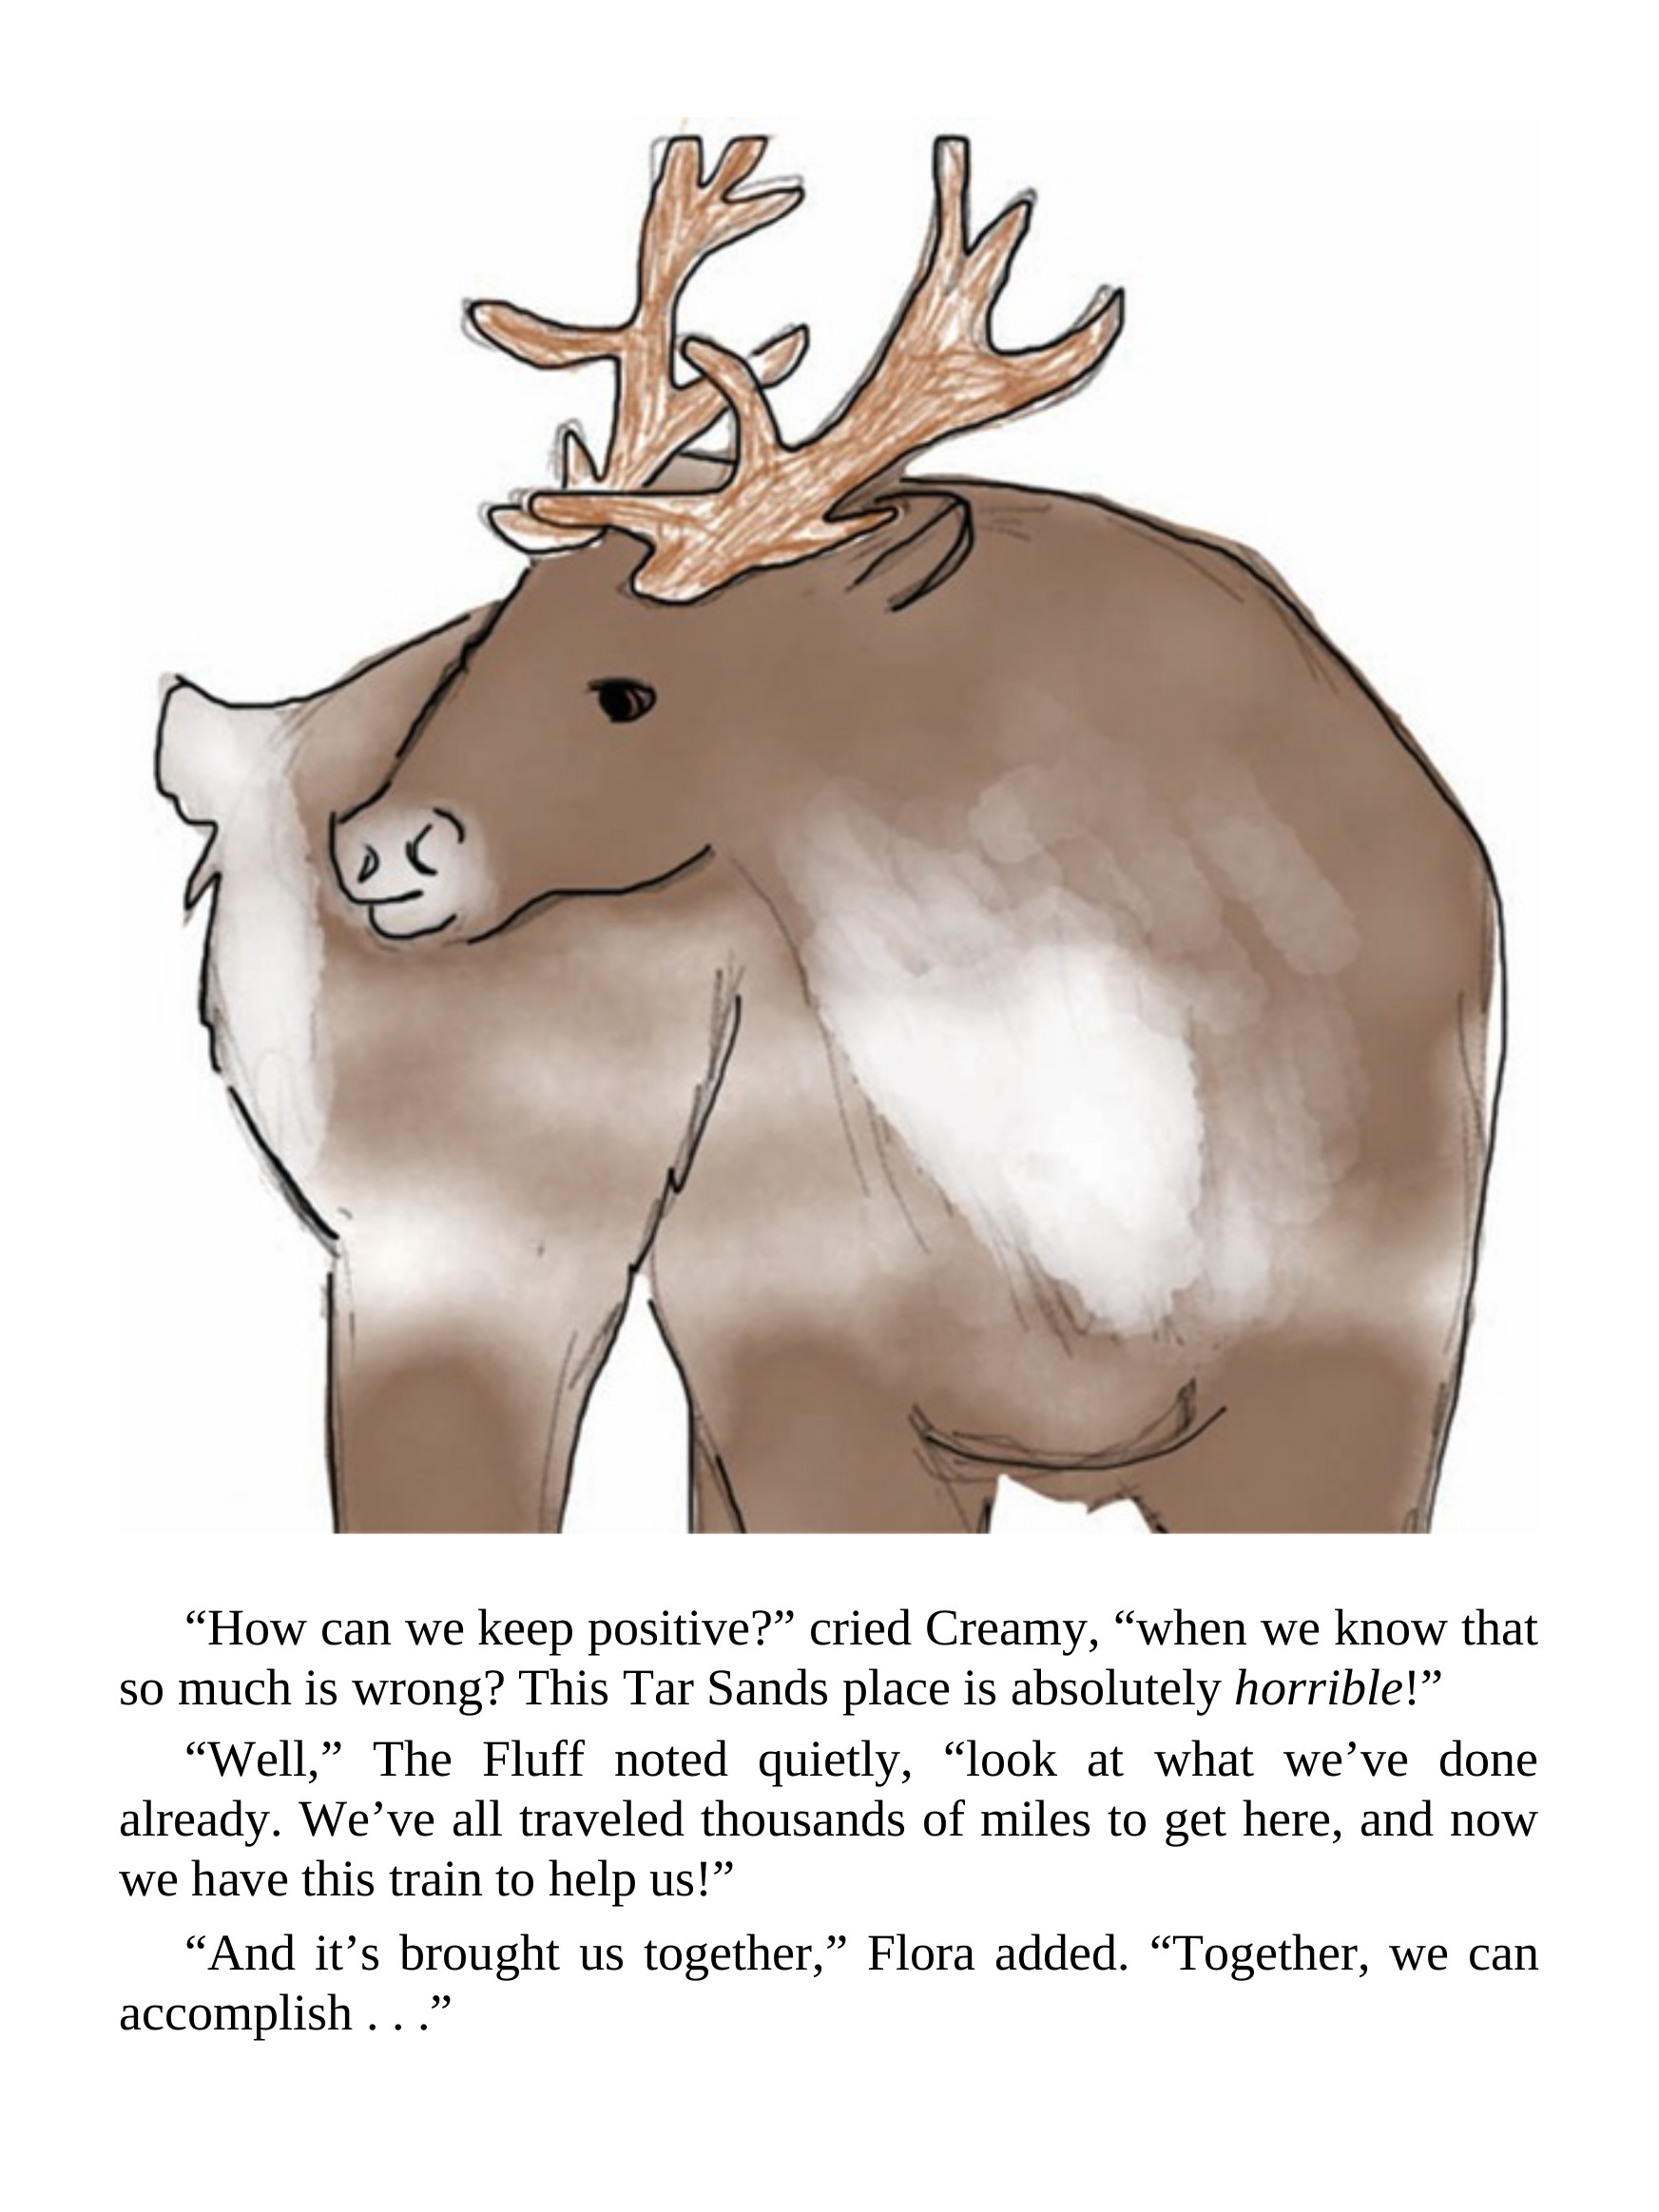 “How can we keep positive?” cried Creamy, “when we know that
so much is wrong? This Tar Sands place is absolutely horrible!”
“Well,” The Fluff noted quietly, “look at what we’ve done
already. We’ve all traveled thousands of miles to get here, and now
we have this train to help us!”
“And it’s brought us together,” Flora added. “Together, we can
accomplish . . .”